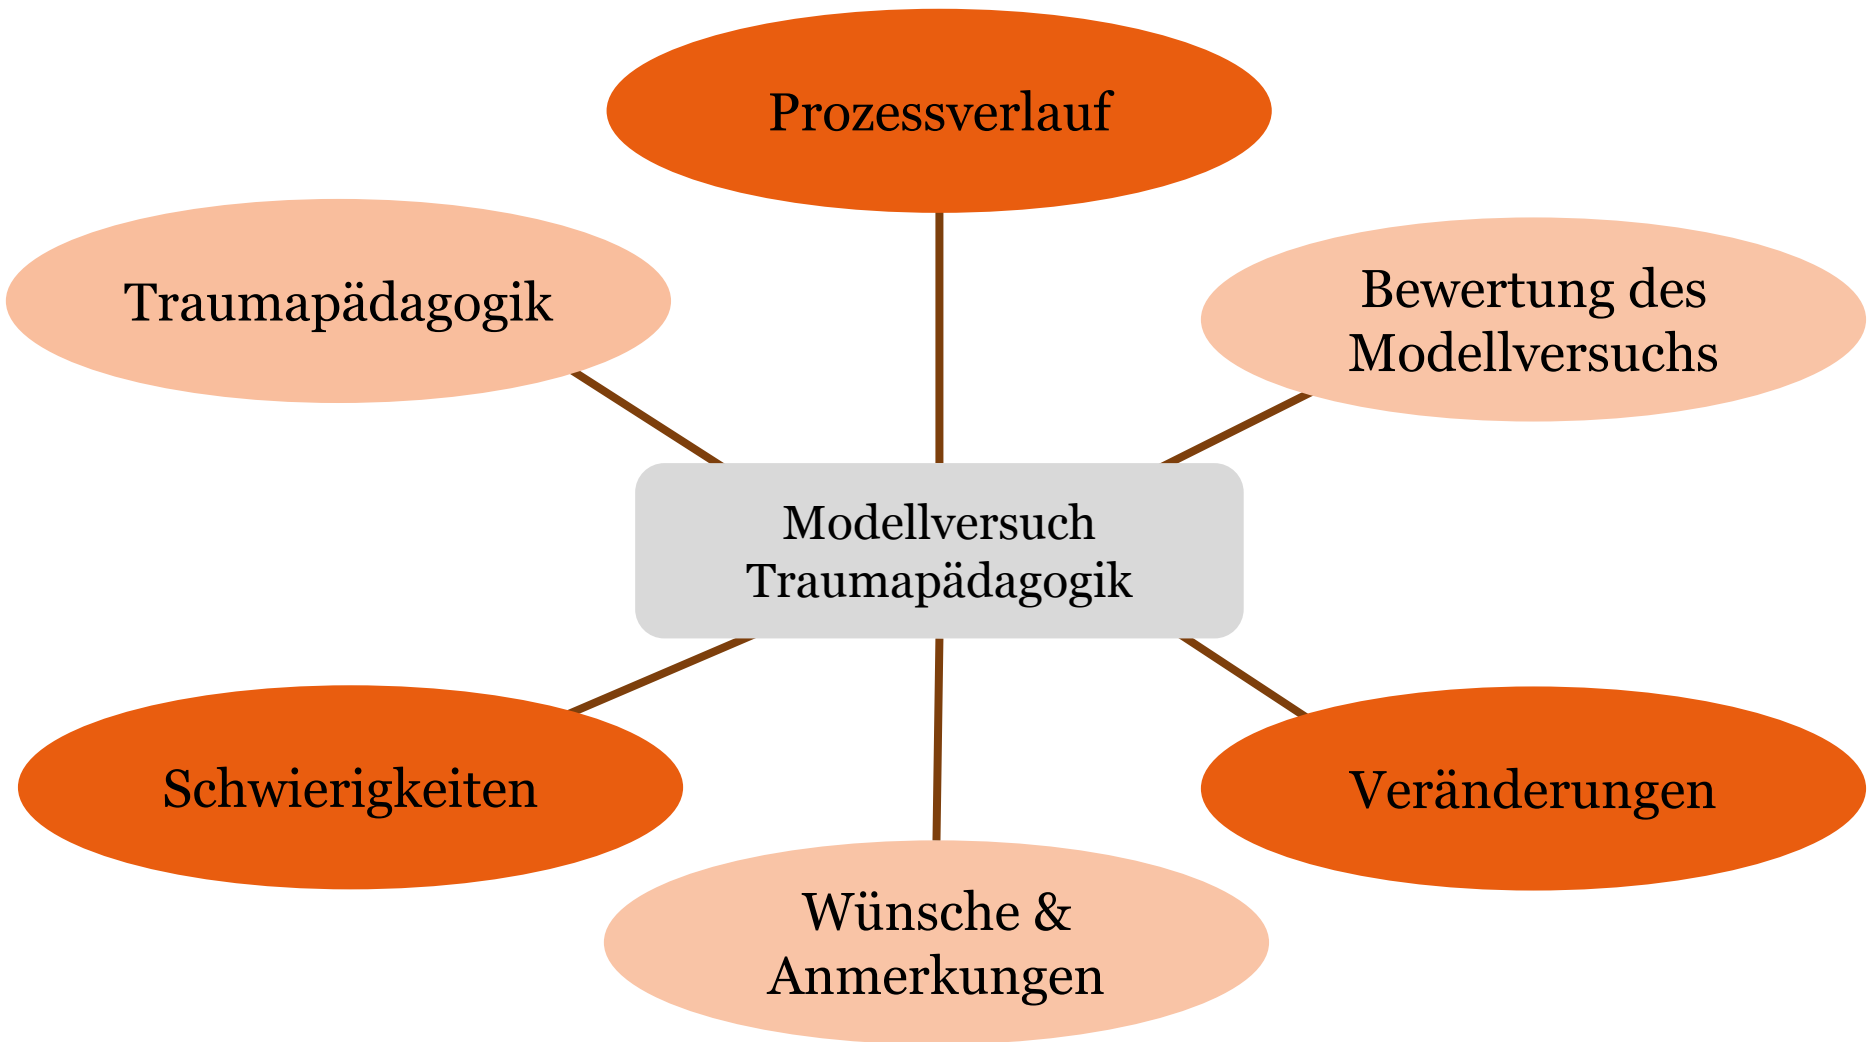 Prozessverlauf
Traumapädagogik
Bewertung des
Modellversuchs
Modellversuch
Traumapädagogik
Schwierigkeiten
Veränderungen
Wünsche &
Anmerkungen